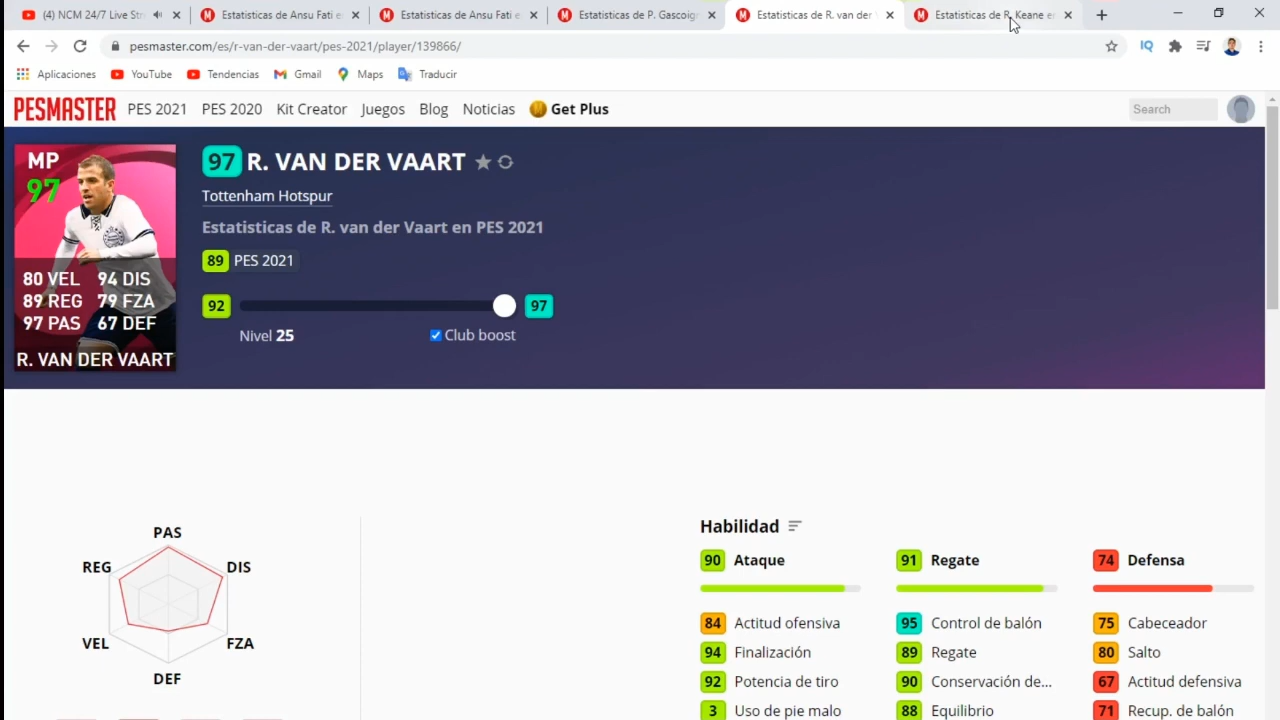 (4) NCM 24/7 Live Str
Estatisticas de Ansu Fati e
Estatisticas de Ansu Fati e
Estatisticas de P. Gascoign
Estatisticas de R. van der V
Estatisticas de R. Keane en
pesmaster.com/es/r-van-der-vaart/pes-2021/player/139866/
IQ
Aplicaciones YouTube Tendencias Gmail Maps Traducir
PESMASTER PES 2021 PES 2020 Kit Creator Juegos Blog Noticias Get Plus Search
MP
97
80 VEL 94 DIS
89 REG 79 FZA
97 PAS 67 DEF
R. VAN DER VAART
97 R. VAN DER VAART
Tottenham Hotspur
Estatisticas de R. van der Vaart en PES 2021
89 PES 2021
92 97
Nivel 25 Club boost
PAS
REG DIS
VEL FZA
DEF
Habilidad
90 Ataque
84 Actitud ofensiva
94 Finalización
92 Potencia de tiro
3 Uso de pie malo
91 Regate
95 Control de balón
89 Regate
90 Conservación de...
88 Equilibrio
74 Defensa
75 Cabeceador
80 Salto
67 Actitud defensiva
71 Recup. de balón